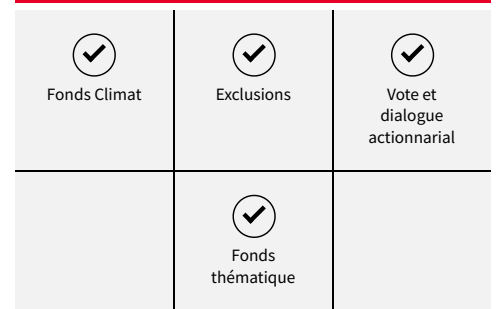 Fonds Climat
Exclusions
Vote et
dialogue
actionnarial
Fonds
thématique